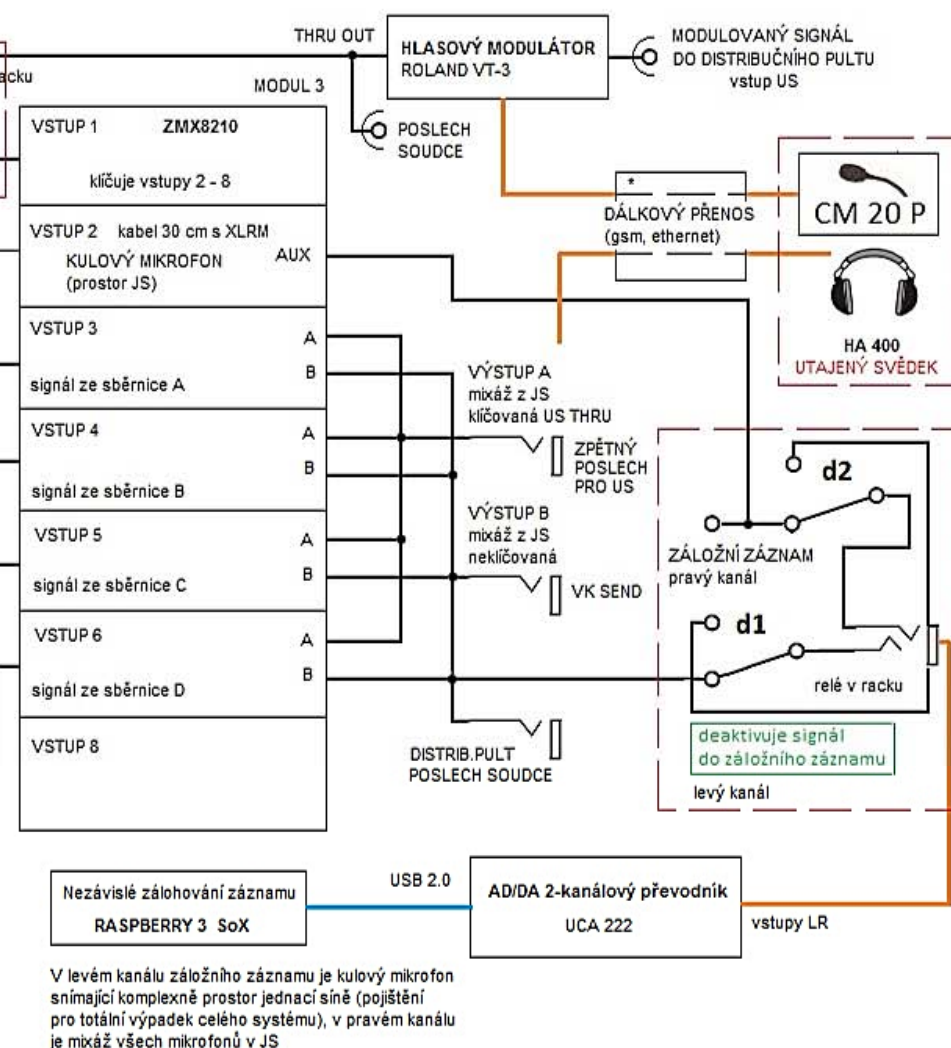 THRU OUT
HLASOVÝ MODULÁTOR
ROLAND VT-3
MODULOVANÝ SIGNÁL
DO DISTRIBUČNÍHO PULTU
vstup US
acku
MODUL 3
POSLECH
SOUDCE
VSTUP 1 ZMX8210
klíčuje vstupy 2 - 8
VSTUP 2 kabel 30 cm s XLRM
KULOVÝ MIKROFON
(prostor JS)
AUX
VSTUP 3
A
B
signál ze sběrnice A
VSTUP 4
A
B
signál ze sběrnice B
VSTUP 5
A
B
signál ze sběrnice C
VSTUP 6
A
B
signál ze sběrnice D
VSTUP 8
*
DÁLKOVÝ PŘENOS
(gsm, ethernet)
CM 20 P
HA 400
UTAJENÝ SVĚDEK
VÝSTUP A
mixáž z JS
klíčovaná US THRU
ZPĚTNÝ
POSLECH
PRO US
VÝSTUP B
mixáž z JS
neklíčovaná
VK SEND
DISTRIB.PULT
POSLECH SOUDCE
d2
ZÁLOŽNÍ ZÁZNAM
pravý kanál
d1
relé v racku
deaktivuje signál
do záložního záznamu
levý kanál
Nezávislé zálohování záznamu
RASPBERRY 3 SoX
USB 2.0
AD/DA 2-kanálový převodník
UCA 222
vstupy LR
V levém kanálu záložního záznamu je kulový mikrofon
snímající komplexně prostor jednací síně (pojištění
pro totální výpadek celého systému), v pravém kanálu
je mixáž všech mikrofonů v JS